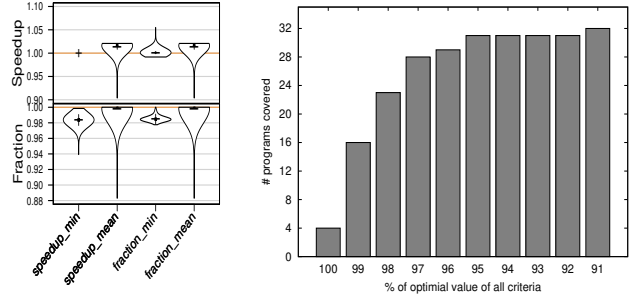 1.10
1.05
1.00
0.95
0.90
Speedup
1.00
0.98
0.96
0.94
0.92
0.90
0.88
Fraction
speedup_min
speedup_mean
fraction_min
fraction_mean
32
28
24
20
16
12
8
4
0
# programs covered
100 99 98 97 96 95 94 93 92 91
% of optimial value of all criteria